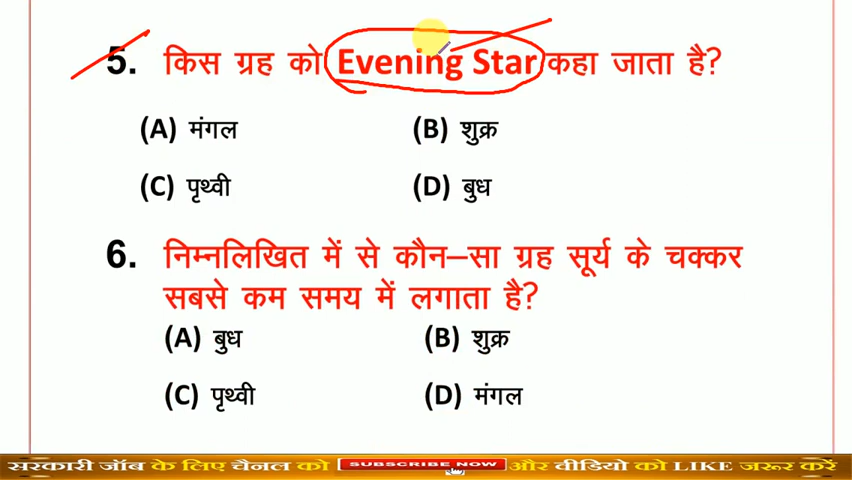 5. किस ग्रह को Evening Star कहा जाता है?
(A) मंगल (B) शुक्र
(C) पृथ्वी (D) बुध
6. निम्नलिखित में से कौन–सा ग्रह सूर्य के चक्कर
सबसे कम समय में लगाता है?
(A) बुध (B) शुक्र
(C) पृथ्वी (D) मंगल
सरकारी जॉब के लिए चैनल को SUBSCRIBE NOW और वीडियो को LIKE जरूर करें